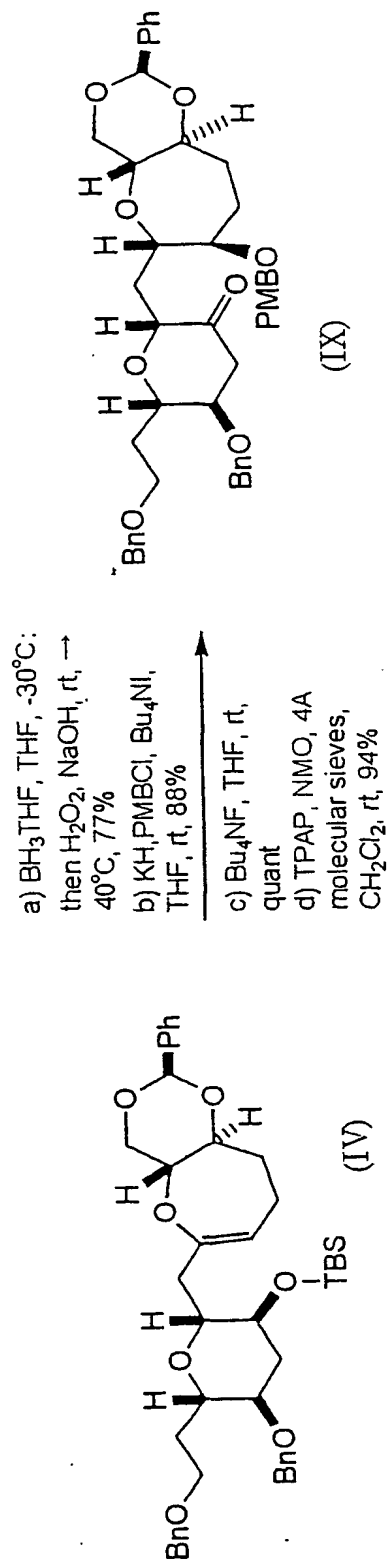 BnO
BnO
H
O
H
O
TBS
O
H
O
O
H
Ph
(IV)
a) BH3THF, THF, -30°C:
then H2O2, NaOH, rt, →
40°C, 77%
b) KH,PMBCl, Bu4NI,
THF, rt, 88%
c) Bu4NF, THF, rt,
quant
d) TPAP, NMO, 4A
molecular sieves,
CH2Cl2, rt, 94%
BnO
BnO
H
O
H
O
PMBO
H
O
H
O
O
H
Ph
(IX)